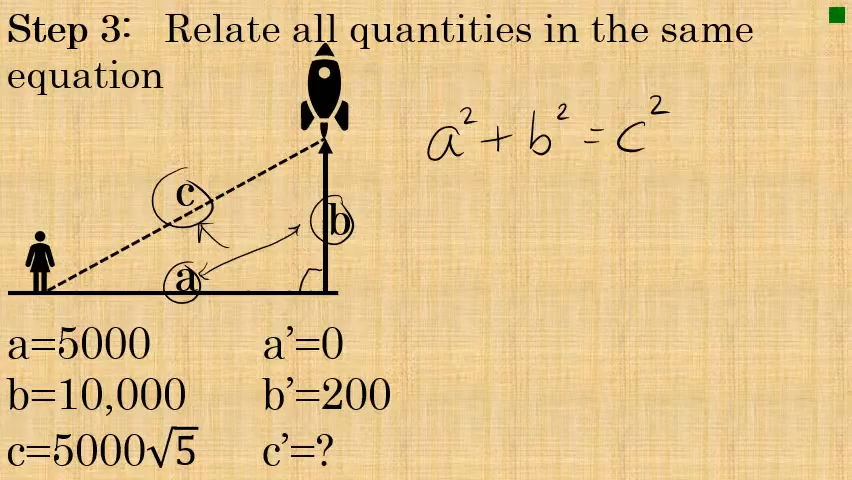 Step 3: Relate all quantities in the same
equation
a² + b² = c²
c
b
a
a=5000 a’=0
b=10,000 b’=200
c=5000√5 c’=?